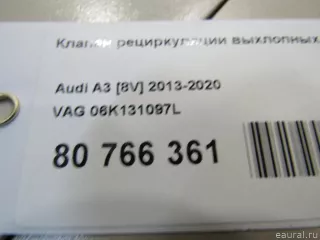 Клапан рециркуляции выхлопных
Audi A3 [8V] 2013-2020
VAG 06K131097L
80 766 361
eaural.ru